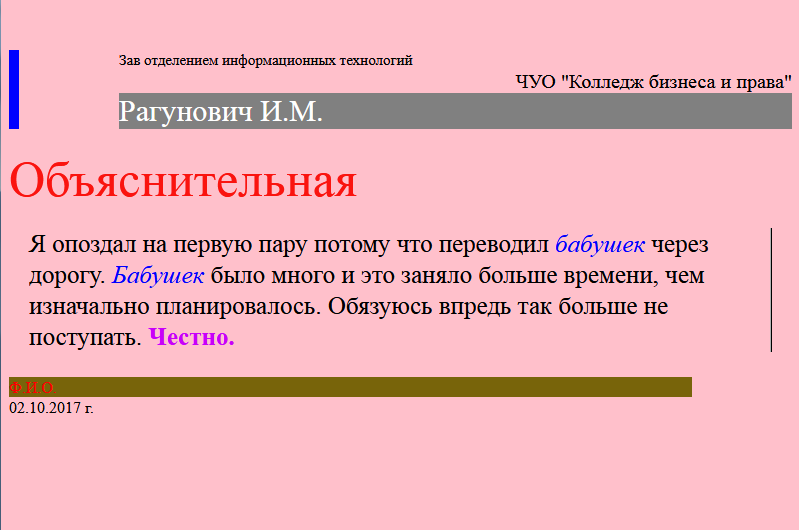 Зав отделением информационных технологий
ЧУО "Колледж бизнеса и права"
Рагунович И.М.
Объяснительная
Я опоздал на первую пару потому что переводил бабушек через
дорогу. Бабушек было много и это заняло больше времени, чем
изначально планировалось. Обязуюсь впредь так больше не
поступать. Честно.
Ф.И.О.
02.10.2017 г.